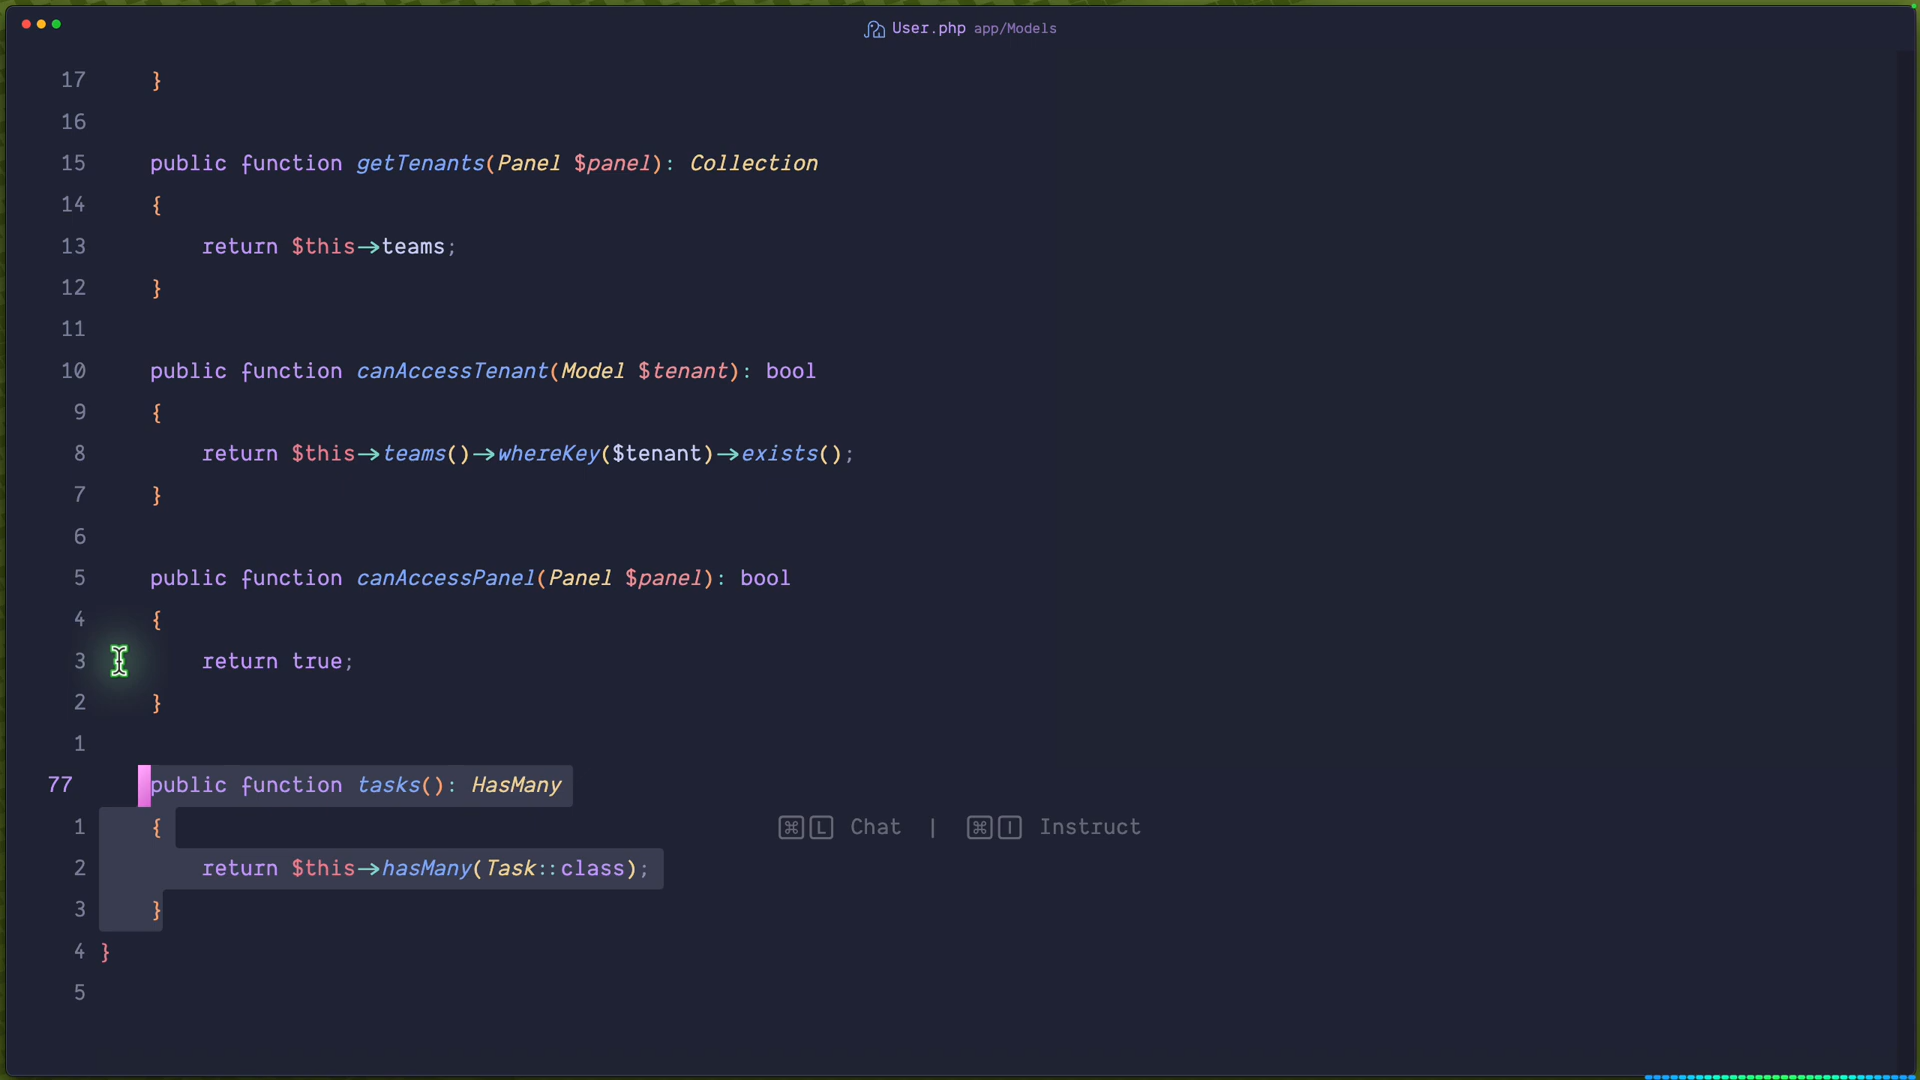 User.php app/Models
17 }
16
15 public function getTenants(Panel $panel): Collection
14 {
13 return $this->teams;
12 }
11
10 public function canAccessTenant(Model $tenant): bool
9 {
8 return $this->teams()->whereKey($tenant)->exists();
7 }
6
5 public function canAccessPanel(Panel $panel): bool
4 {
3 return true;
2 }
1
77 public function tasks(): HasMany
1 { ⌘ L Chat | ⌘ I Instruct
2 return $this->hasMany(Task::class);
3 }
4 }
5